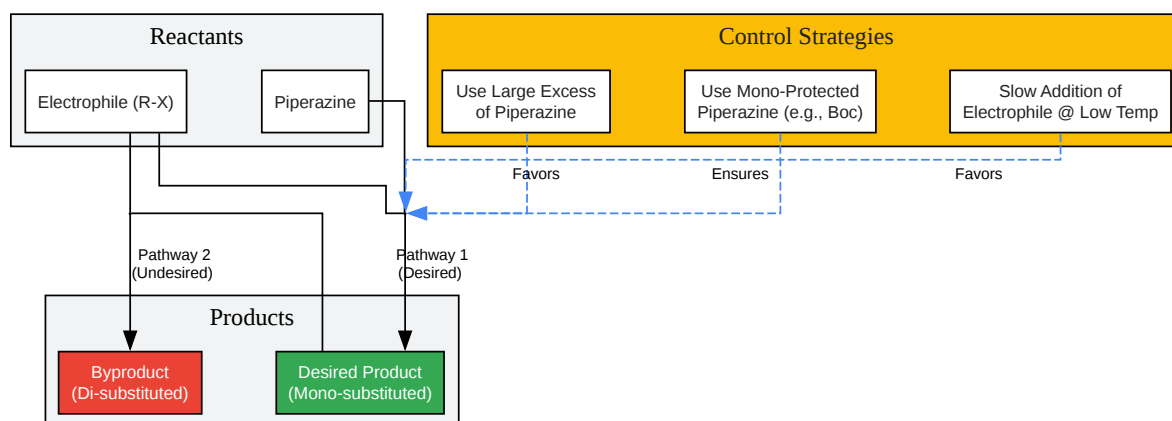 Reactants
Control Strategies
Electrophile (R-X)
Piperazine
Use Large Excess
of Piperazine
Use Mono-Protected
Piperazine (e.g., Boc)
Slow Addition of
Electrophile @ Low Temp
Favors
Ensures
Favors
Pathway 2
(Undesired)
Pathway 1
(Desired)
Products
Byproduct
(Di-substituted)
Desired Product
(Mono-substituted)